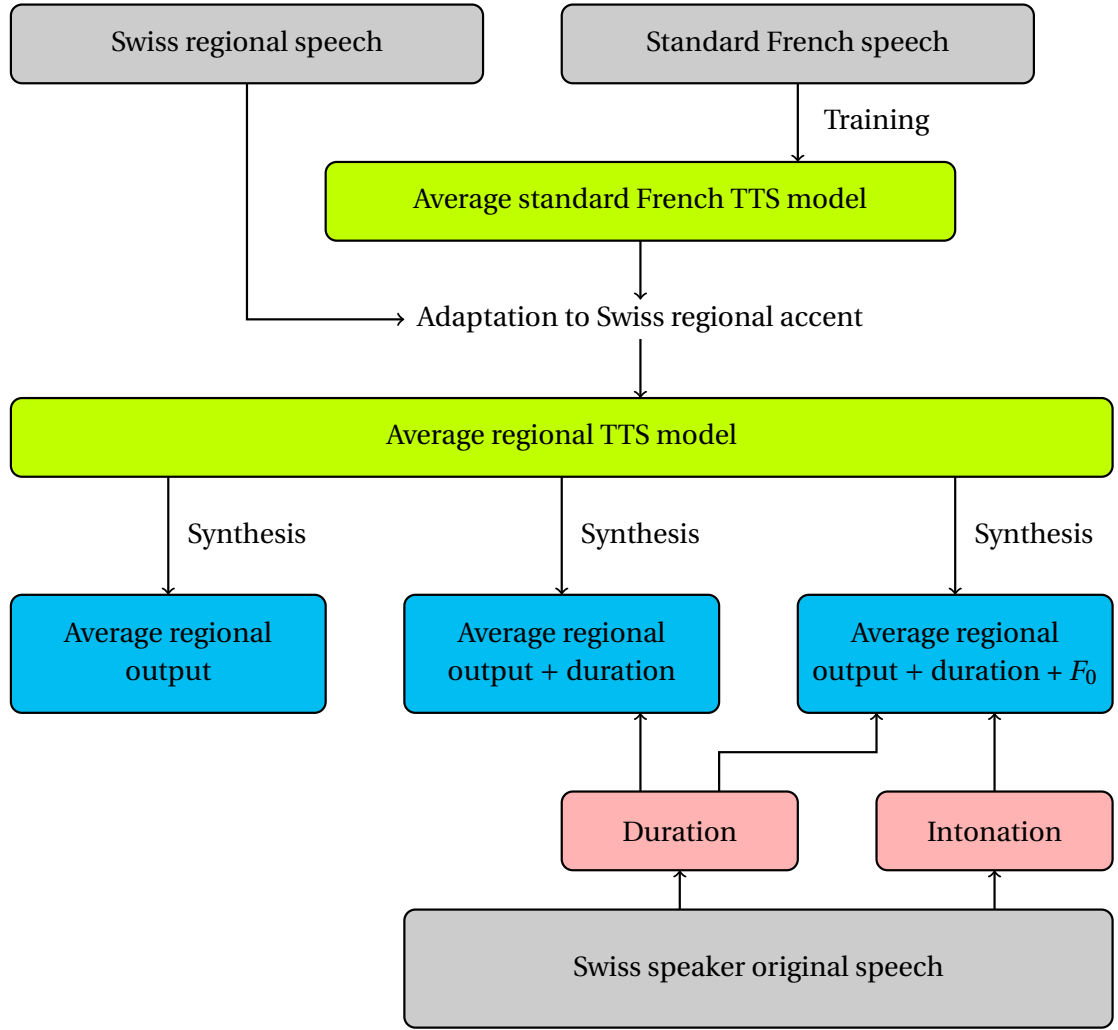 Swiss regional speech
Standard French speech
Training
Average standard French TTS model
Adaptation to Swiss regional accent
Average regional TTS model
Synthesis
Synthesis
Synthesis
Average regional
output
Average regional
output + duration
Average regional
output + duration + F₀
Duration
Intonation
Swiss speaker original speech